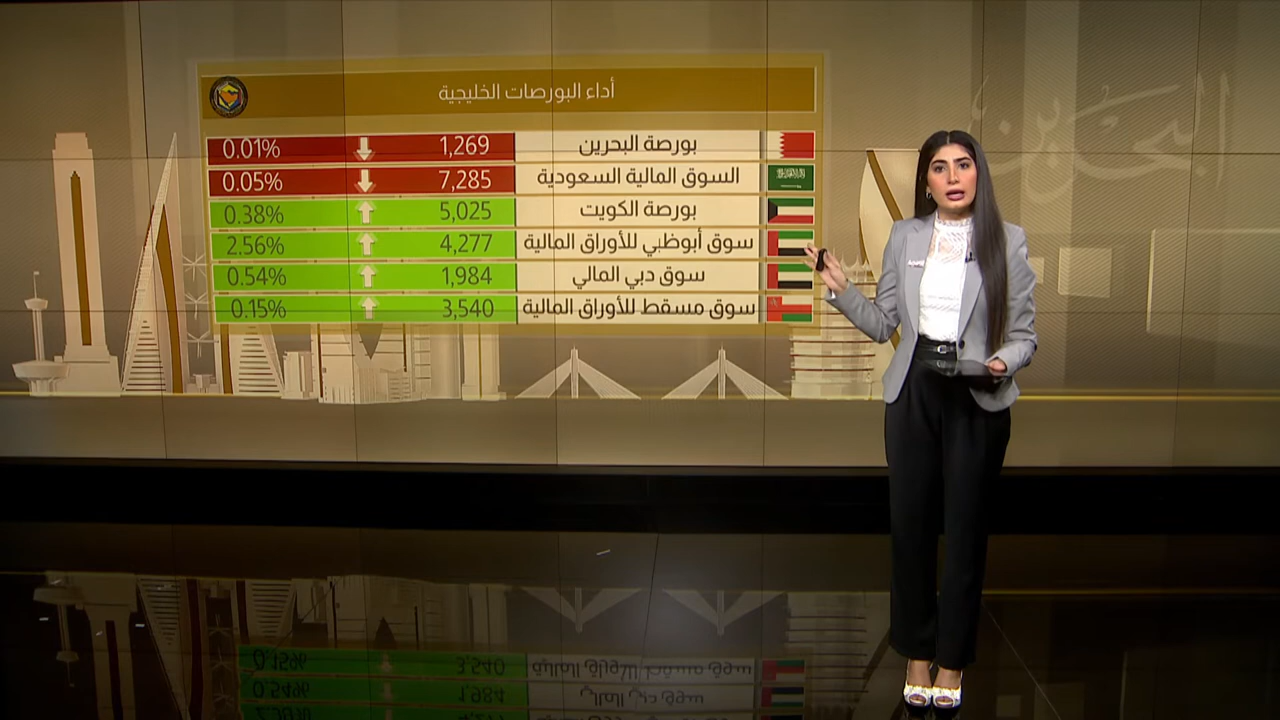 أداء البورصات الخليجية
بورصة البحرين 1,269 0.01%
السوق المالية السعودية 7,285 0.05%
بورصة الكويت 5,025 0.38%
سوق أبوظبي للأوراق المالية 4,277 2.56%
سوق دبي المالي 1,984 0.54%
سوق مسقط للأوراق المالية 3,540 0.15%
البحرين